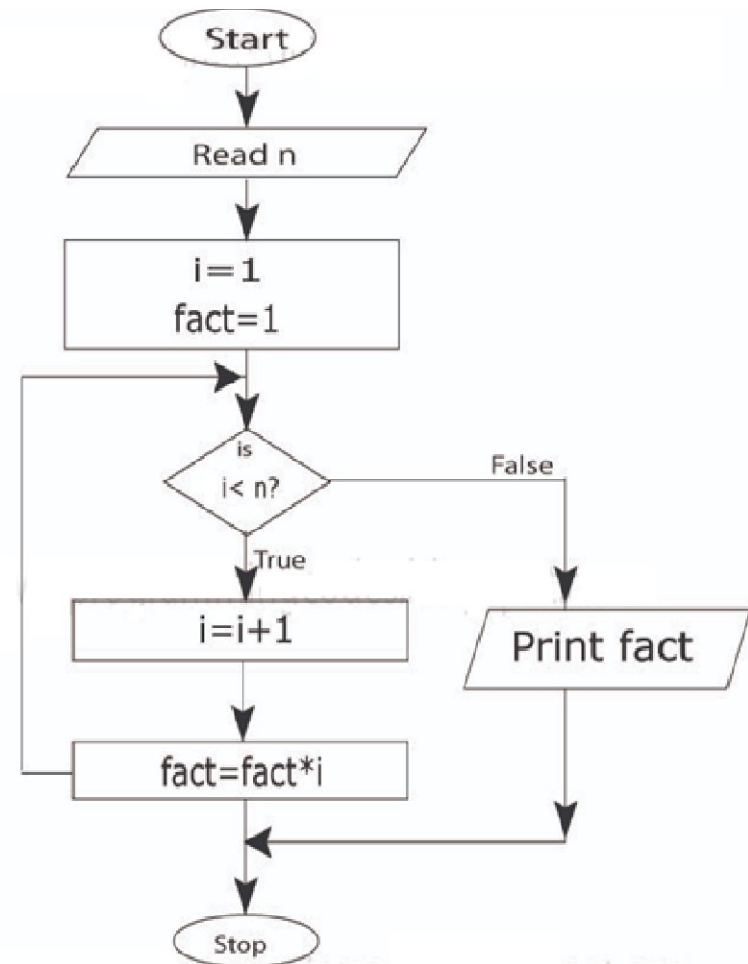 Start
Read n
i=1
fact=1
is
i< n?
False
True
i=i+1
Print fact
fact=fact*i
Stop